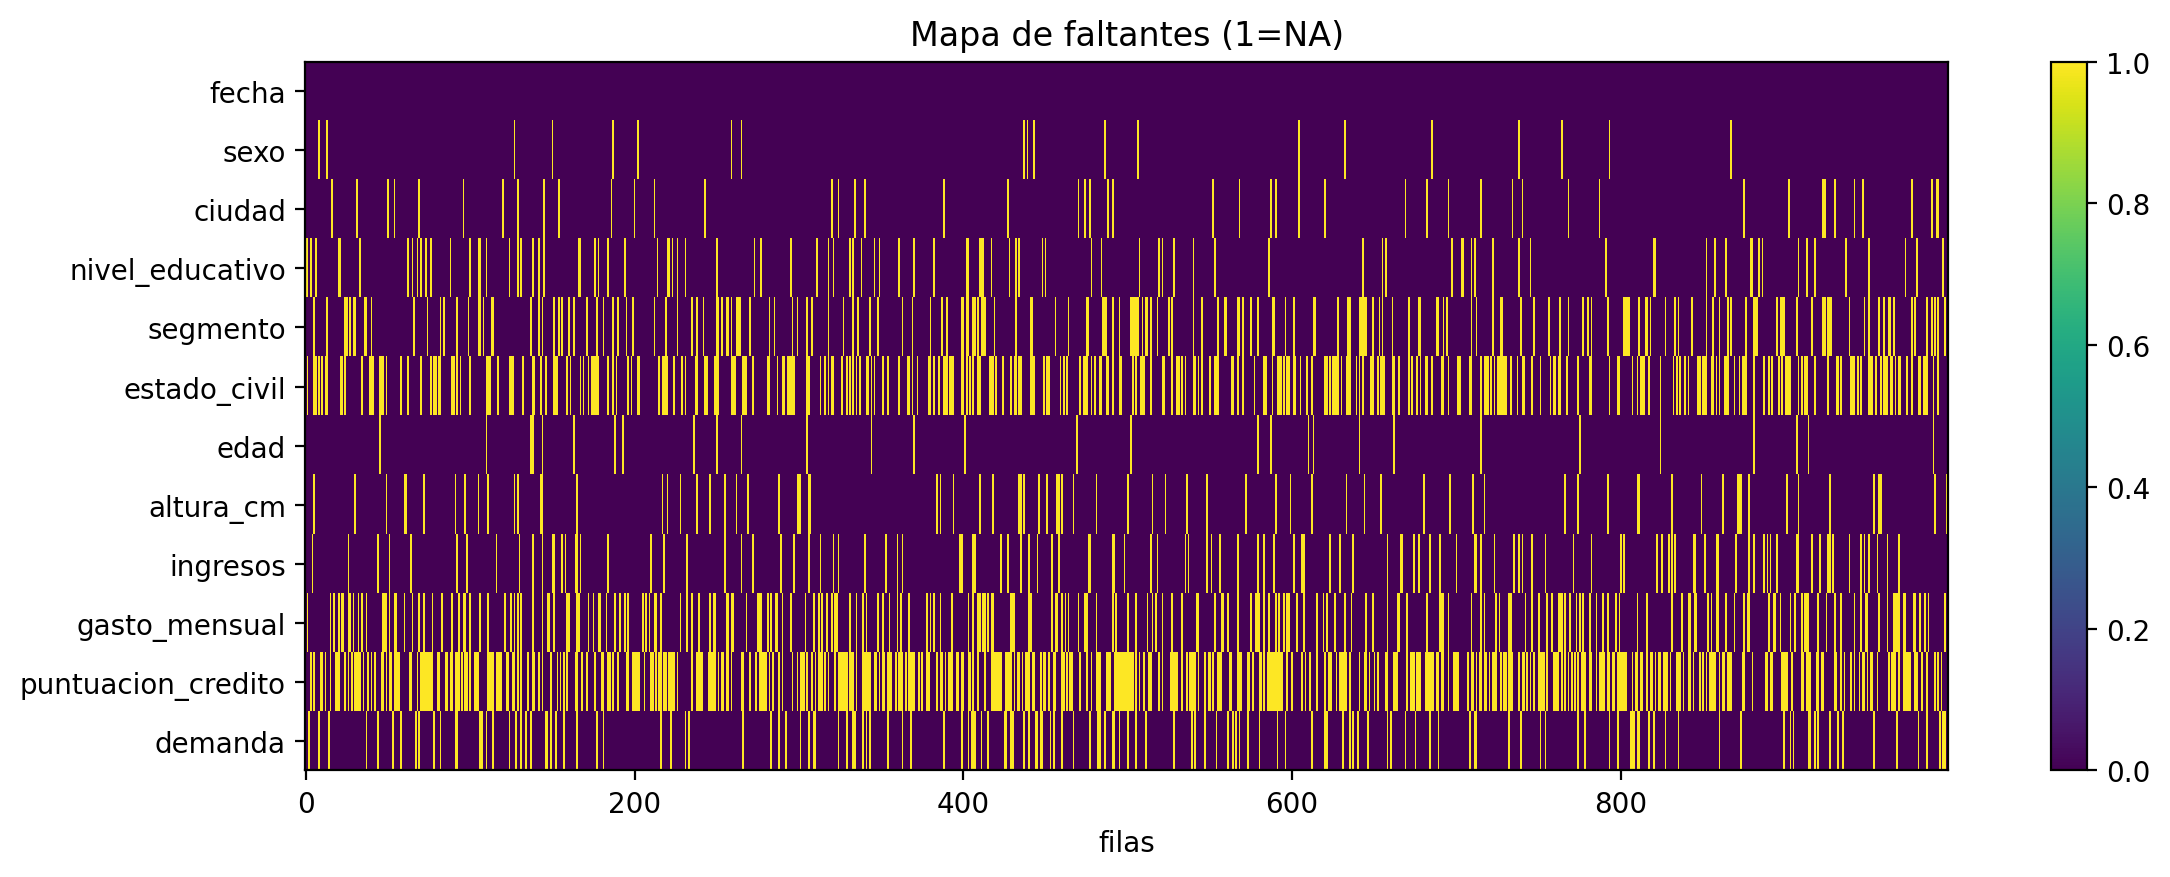 Mapa de faltantes (1=NA)
fecha
sexo
ciudad
nivel_educativo
segmento
estado_civil
edad
altura_cm
ingresos
gasto_mensual
puntuacion_credito
demanda
0 200 400 600 800
filas
1.0
0.8
0.6
0.4
0.2
0.0